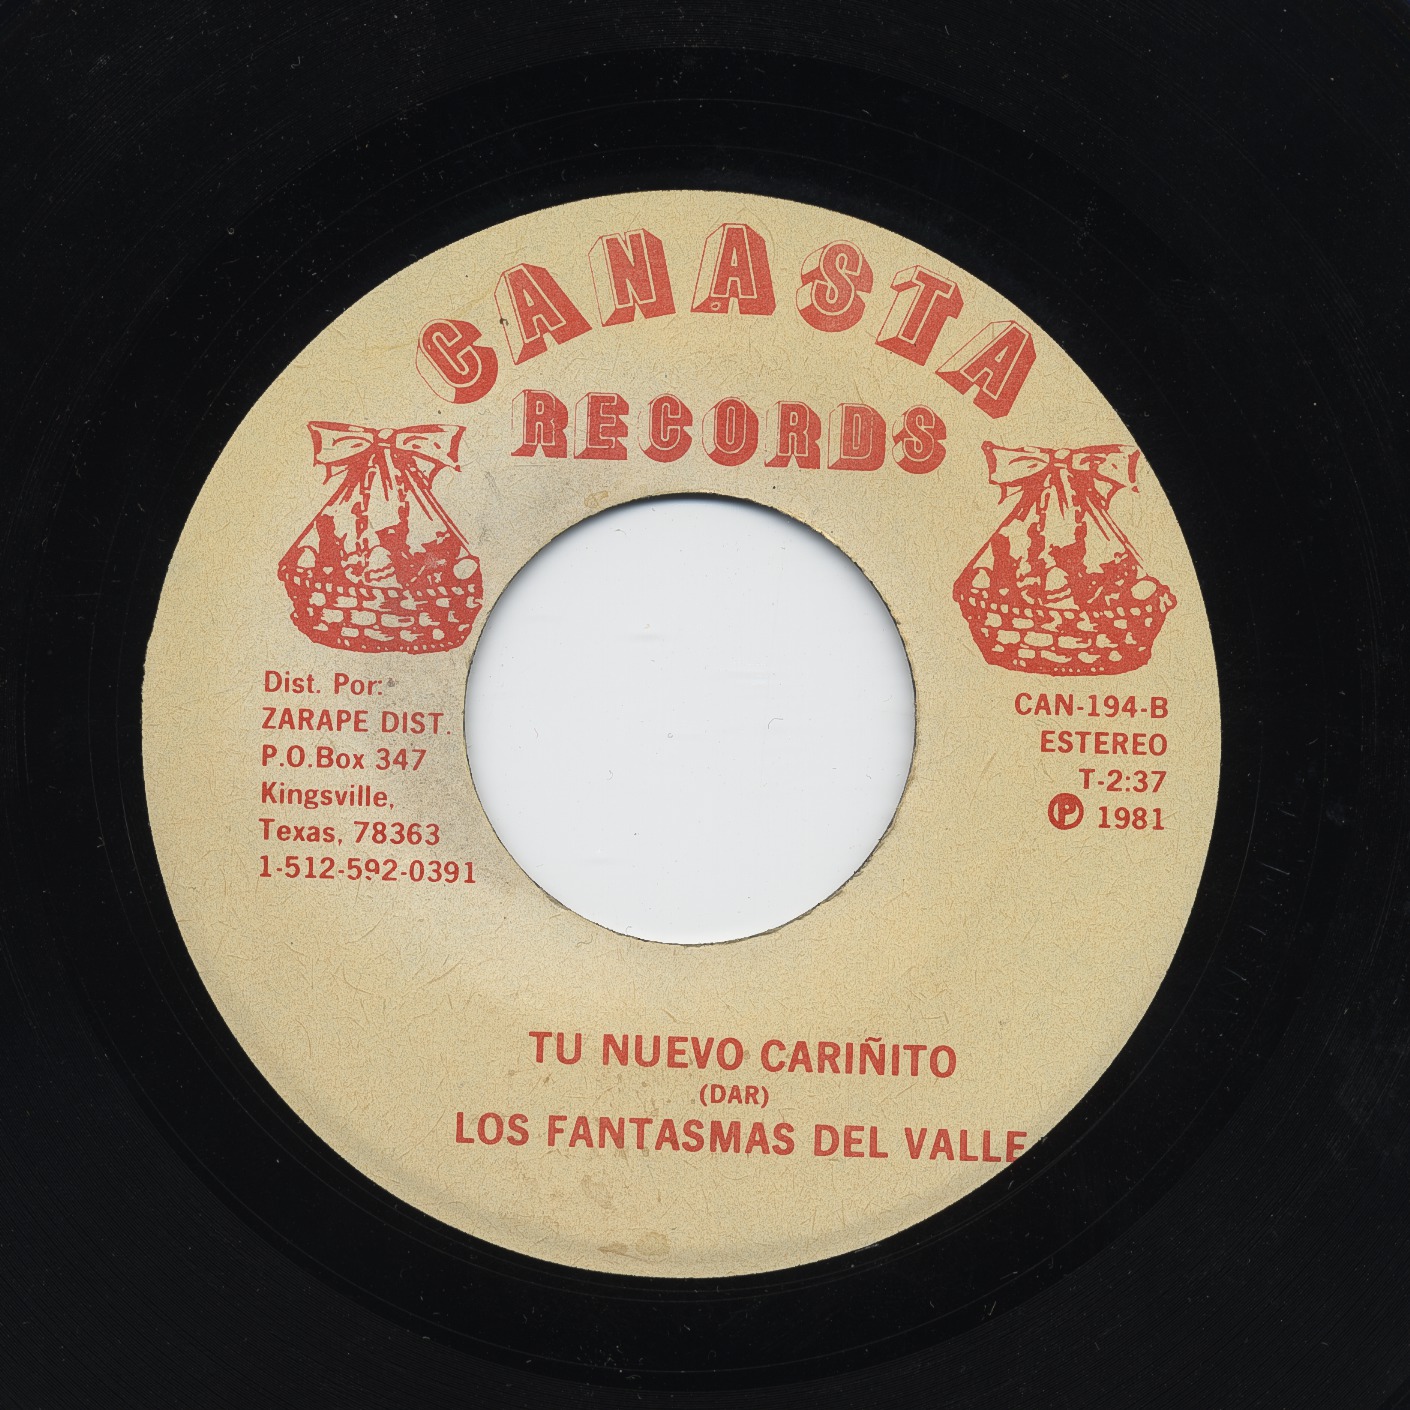 CANASTA
RECORDS
Dist. Por:
ZARAPE DIST.
P.O.Box 347
Kingsville,
Texas, 78363
1-512-592-0391
CAN-194-B
ESTEREO
T-2:37
Ⓟ 1981
TU NUEVO CARIÑITO
(DAR)
LOS FANTASMAS DEL VALLE